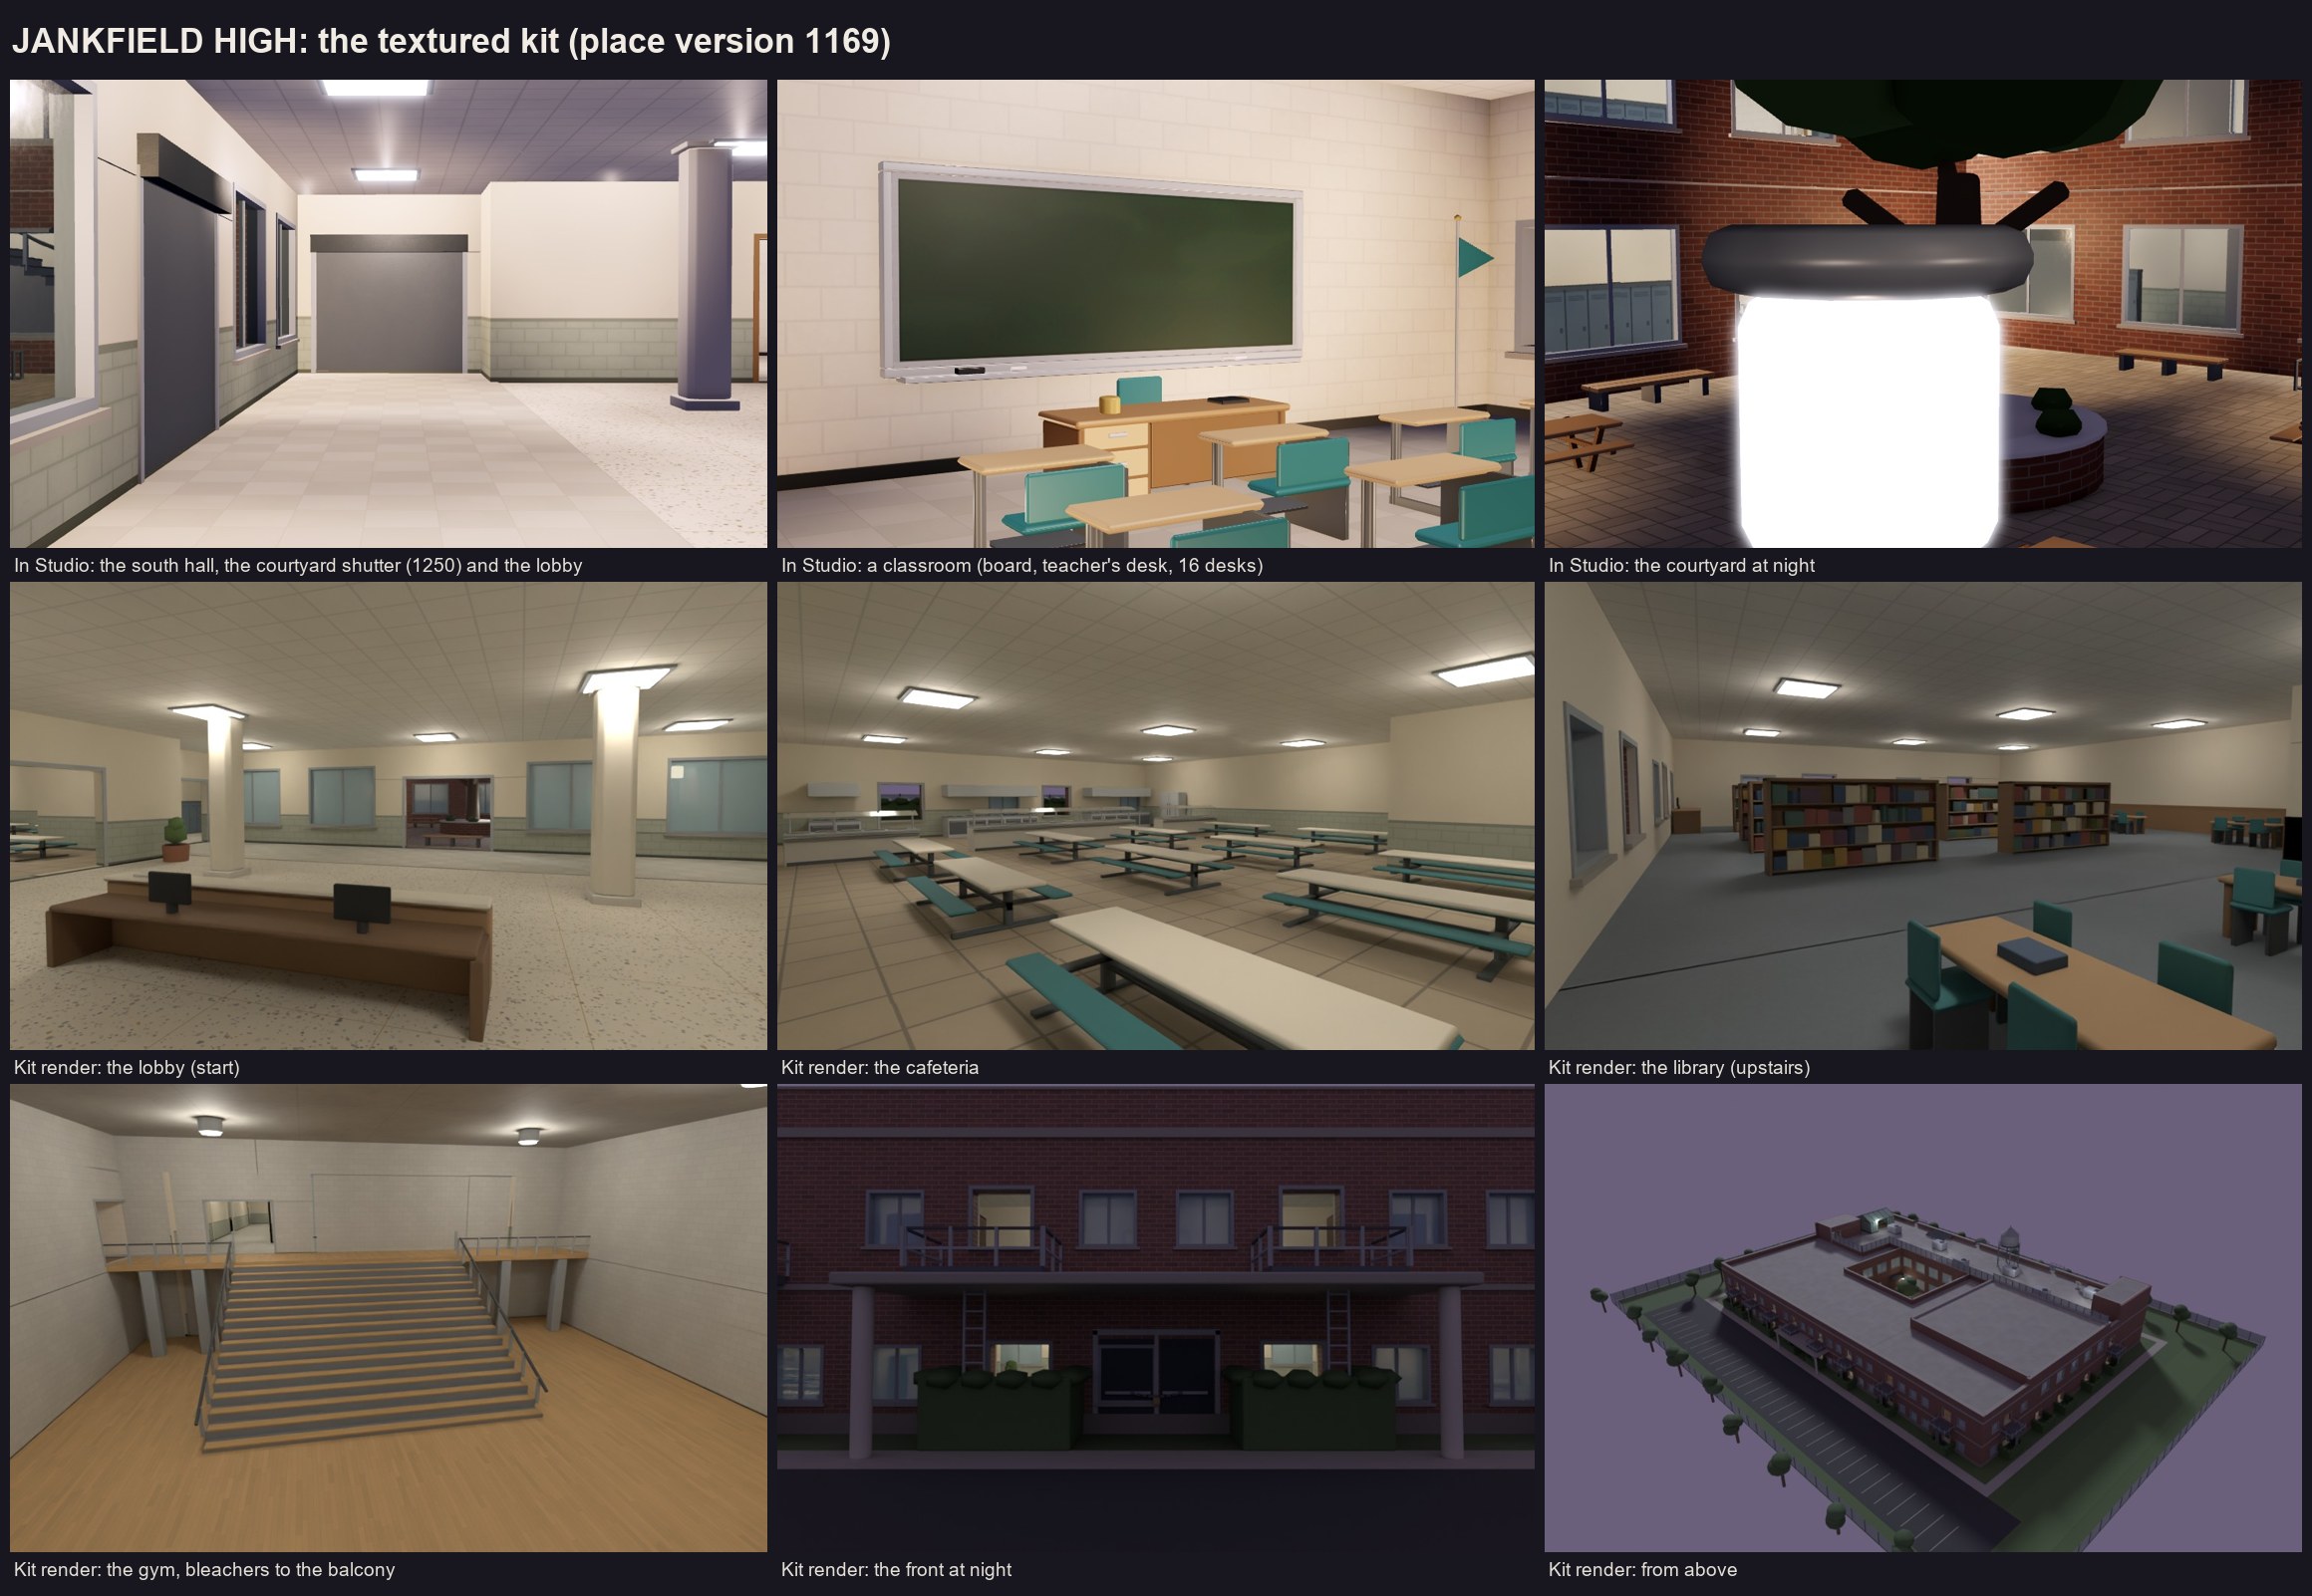 JANKFIELD HIGH: the textured kit (place version 1169)
In Studio: the south hall, the courtyard shutter (1250) and the lobby
In Studio: a classroom (board, teacher's desk, 16 desks)
In Studio: the courtyard at night
Kit render: the lobby (start)
Kit render: the cafeteria
Kit render: the library (upstairs)
Kit render: the gym, bleachers to the balcony
Kit render: the front at night
Kit render: from above